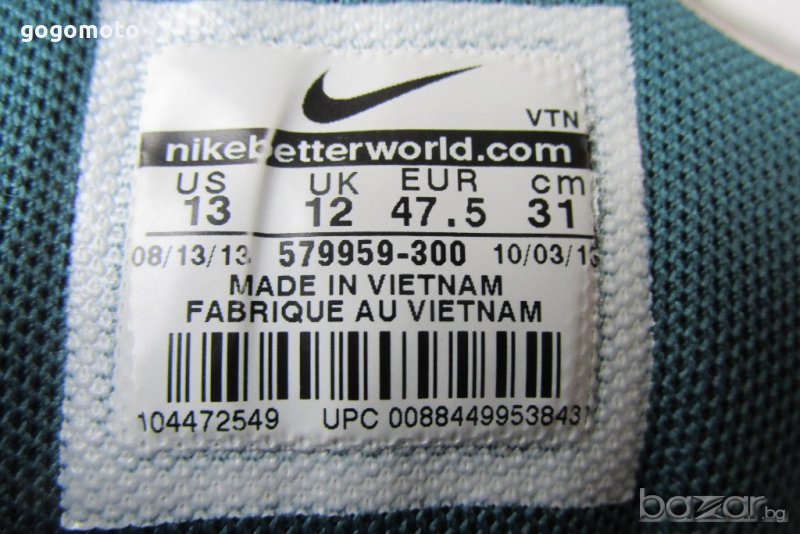 gogomoto
VTN
nikebetterworld.com
US UK EUR cm
13 12 47.5 31
08/13/13 579959-300 10/03/13
MADE IN VIETNAM
FABRIQUE AU VIETNAM
104472549 UPC 0088449953843
bazar.bg